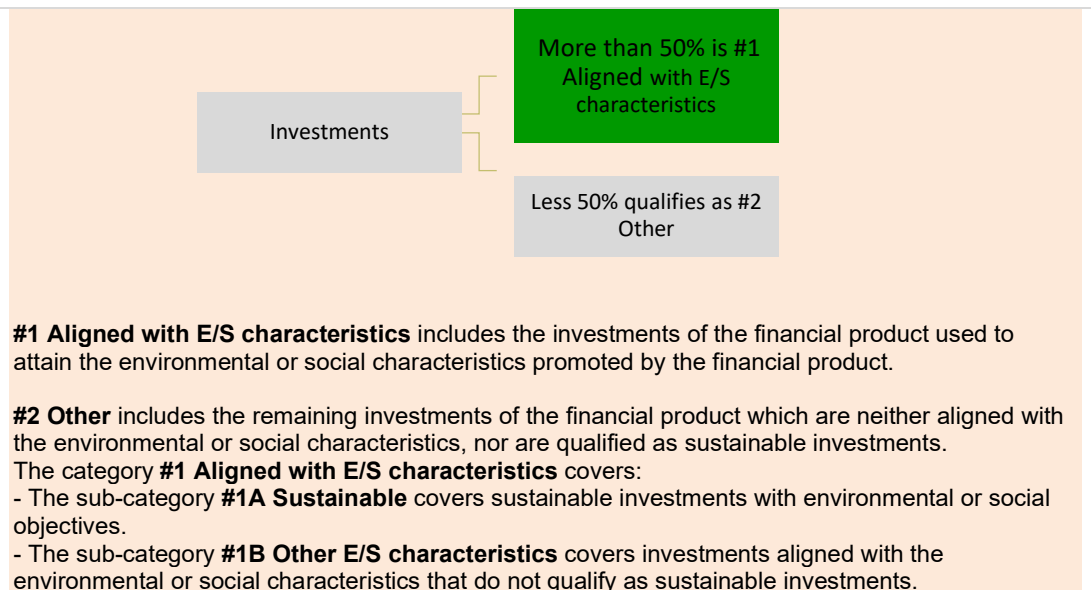 More than 50% is #1
Aligned with E/S
characteristics
Investments
Less 50% qualifies as #2
Other
#1 Aligned with E/S characteristics includes the investments of the financial product used to
attain the environmental or social characteristics promoted by the financial product.
#2 Other includes the remaining investments of the financial product which are neither aligned with
the environmental or social characteristics, nor are qualified as sustainable investments.
The category #1 Aligned with E/S characteristics covers:
- The sub-category #1A Sustainable covers sustainable investments with environmental or social
objectives.
- The sub-category #1B Other E/S characteristics covers investments aligned with the
environmental or social characteristics that do not qualify as sustainable investments.